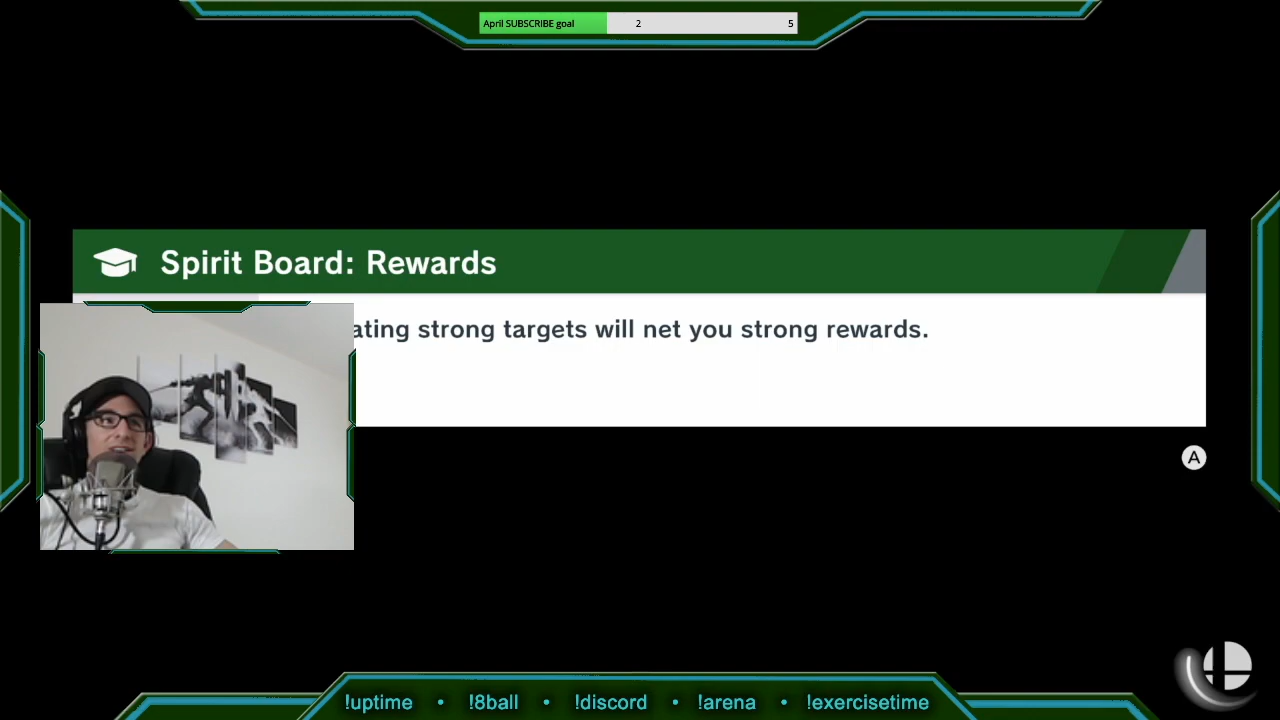 April SUBSCRIBE goal 2 5
Spirit Board: Rewards
ating strong targets will net you strong rewards.
A
!uptime • !8ball • !discord • !arena • !exercisetime